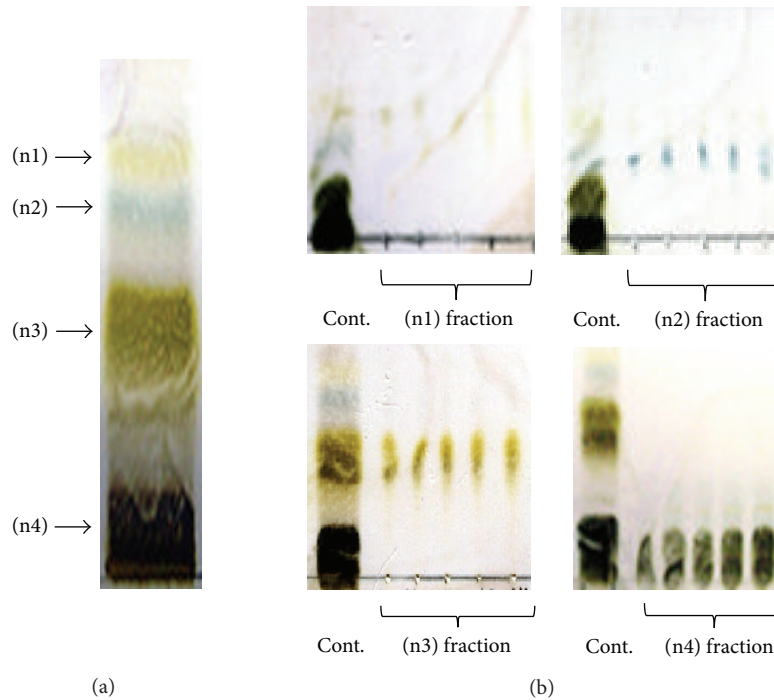 (n1)
(n2)
(n3)
(n4)
(a)
Cont. (n1) fraction
Cont. (n2) fraction
Cont. (n3) fraction
Cont. (n4) fraction
(b)